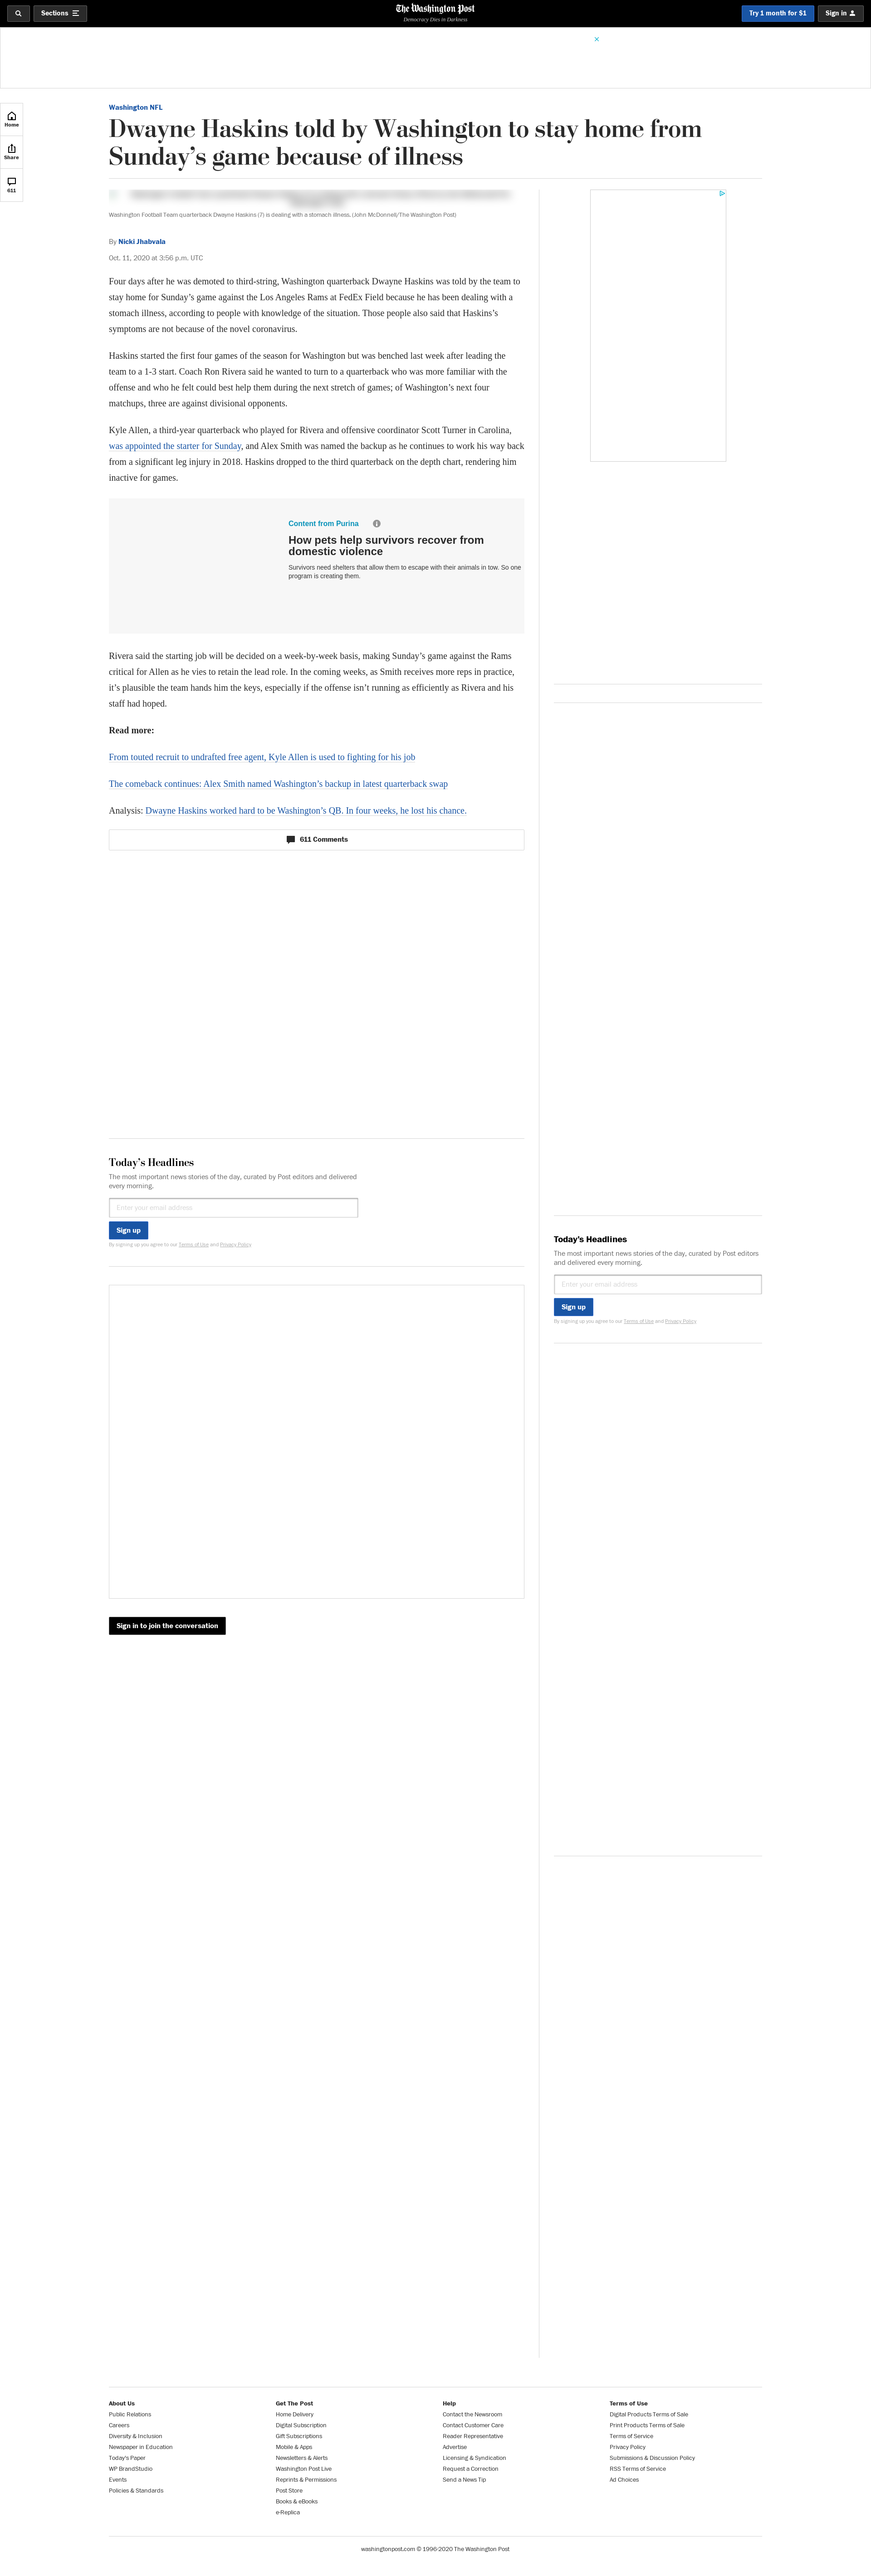 Sections
The Washington Post
Democracy Dies in Darkness
Try 1 month for $1
Sign in
Home
Share
611
Washington NFL
Dwayne Haskins told by Washington to stay home from
Sunday’s game because of illness
Washington Football Team quarterback Dwayne Haskins (7) is dealing with a stomach illness. (John McDonnell/The Washington Post)
By Nicki Jhabvala
Oct. 11, 2020 at 3:56 p.m. UTC
Four days after he was demoted to third-string, Washington quarterback Dwayne Haskins was told by the team to
stay home for Sunday’s game against the Los Angeles Rams at FedEx Field because he has been dealing with a
stomach illness, according to people with knowledge of the situation. Those people also said that Haskins’s
symptoms are not because of the novel coronavirus.
Haskins started the first four games of the season for Washington but was benched last week after leading the
team to a 1-3 start. Coach Ron Rivera said he wanted to turn to a quarterback who was more familiar with the
offense and who he felt could best help them during the next stretch of games; of Washington’s next four
matchups, three are against divisional opponents.
Kyle Allen, a third-year quarterback who played for Rivera and offensive coordinator Scott Turner in Carolina,
was appointed the starter for Sunday, and Alex Smith was named the backup as he continues to work his way back
from a significant leg injury in 2018. Haskins dropped to the third quarterback on the depth chart, rendering him
inactive for games.
Content from Purina
How pets help survivors recover from
domestic violence
Survivors need shelters that allow them to escape with their animals in tow. So one
program is creating them.
Rivera said the starting job will be decided on a week-by-week basis, making Sunday’s game against the Rams
critical for Allen as he vies to retain the lead role. In the coming weeks, as Smith receives more reps in practice,
it’s plausible the team hands him the keys, especially if the offense isn’t running as efficiently as Rivera and his
staff had hoped.
Read more:
From touted recruit to undrafted free agent, Kyle Allen is used to fighting for his job
The comeback continues: Alex Smith named Washington’s backup in latest quarterback swap
Analysis: Dwayne Haskins worked hard to be Washington’s QB. In four weeks, he lost his chance.
611 Comments
Today’s Headlines
The most important news stories of the day, curated by Post editors and delivered
every morning.
Enter your email address
Sign up
By signing up you agree to our Terms of Use and Privacy Policy
Today’s Headlines
The most important news stories of the day, curated by Post editors
and delivered every morning.
Enter your email address
Sign up
By signing up you agree to our Terms of Use and Privacy Policy
Sign in to join the conversation
About Us
Public Relations
Careers
Diversity & Inclusion
Newspaper in Education
Today's Paper
WP BrandStudio
Events
Policies & Standards
Get The Post
Home Delivery
Digital Subscription
Gift Subscriptions
Mobile & Apps
Newsletters & Alerts
Washington Post Live
Reprints & Permissions
Post Store
Books & eBooks
e-Replica
Help
Contact the Newsroom
Contact Customer Care
Reader Representative
Advertise
Licensing & Syndication
Request a Correction
Send a News Tip
Terms of Use
Digital Products Terms of Sale
Print Products Terms of Sale
Terms of Service
Privacy Policy
Submissions & Discussion Policy
RSS Terms of Service
Ad Choices
washingtonpost.com © 1996-2020 The Washington Post